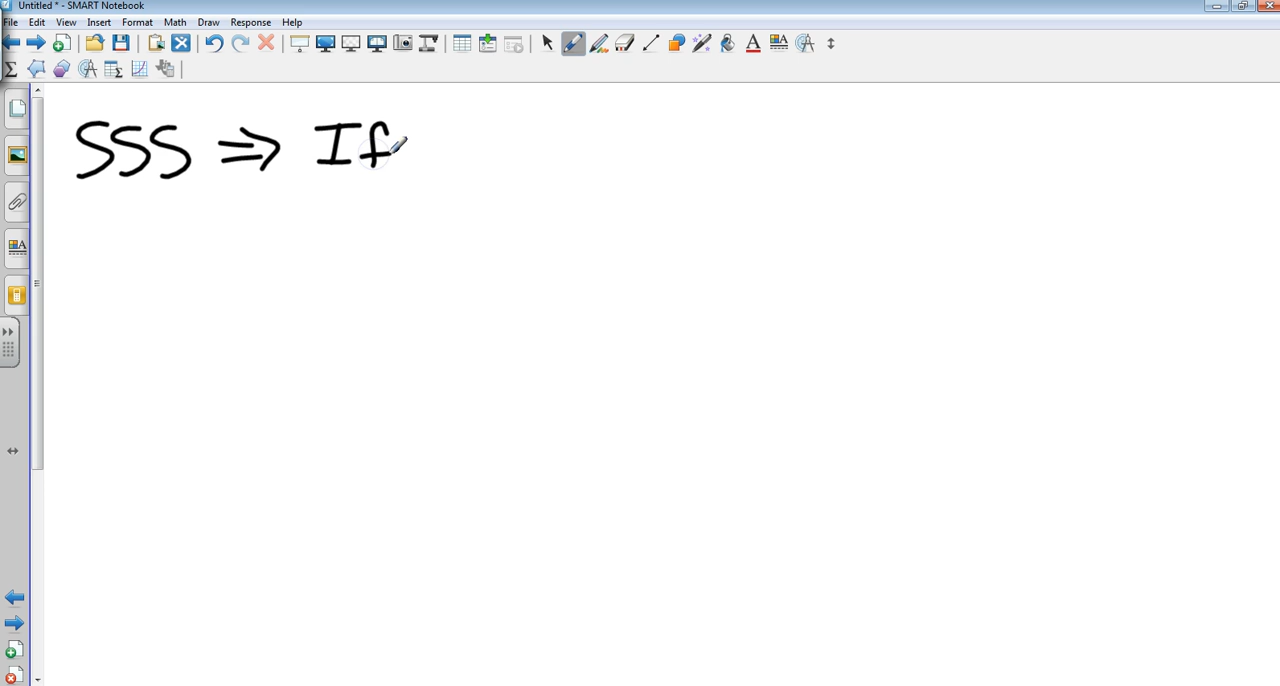 Untitled * - SMART Notebook
File Edit View Insert Format Math Draw Response Help
SSS ⇒ If